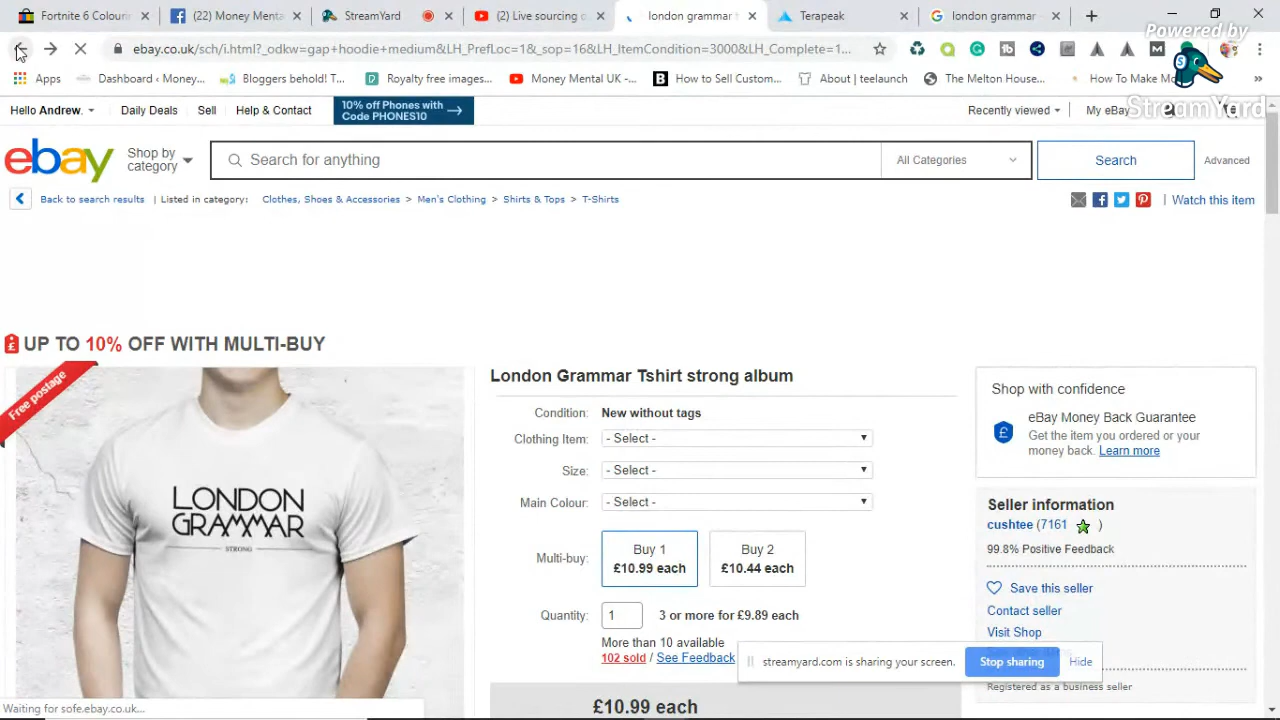 Fortnite 6 Colouri
(22) Money Menta
StreamYard
(2) Live sourcing c
london grammar
Terapeak
london grammar
Powered by
StreamYard
ebay.co.uk/sch/i.html?_odkw=gap+hoodie+medium&LH_PrefLoc=1&_sop=16&LH_ItemCondition=3000&LH_Complete=1...
Apps
Dashboard ‹ Money...
Bloggers behold! T...
Royalty free images...
Money Mental UK -...
How to Sell Custom...
About | teelaunch
The Melton House...
How To Make Mo
Hello Andrew.
Daily Deals
Sell
Help & Contact
10% off Phones with
Code PHONES10
Recently viewed
My eBay
ebay
Shop by
category
Search for anything
All Categories
Search
Advanced
Back to search results | Listed in category: Clothes, Shoes & Accessories > Men's Clothing > Shirts & Tops > T-Shirts
| Watch this item
UP TO 10% OFF WITH MULTI-BUY
Free postage
LONDON
GRAMMAR
STRONG
London Grammar Tshirt strong album
Condition: New without tags
Clothing Item: - Select -
Size: - Select -
Main Colour: - Select -
Multi-buy:
Buy 1
£10.99 each
Buy 2
£10.44 each
Quantity: 1 3 or more for £9.89 each
More than 10 available
102 sold / See Feedback
£10.99 each
Shop with confidence
eBay Money Back Guarantee
Get the item you ordered or your
money back. Learn more
Seller information
cushtee (7161 )
99.8% Positive Feedback
Save this seller
Contact seller
Visit Shop
Registered as a business seller
streamyard.com is sharing your screen.
Stop sharing
Hide
Waiting for sofe.ebay.co.uk...